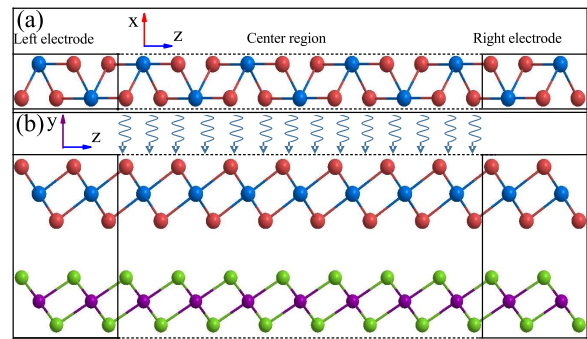 (a)
x
z
Left electrode
Center region
Right electrode
(b)
y
z